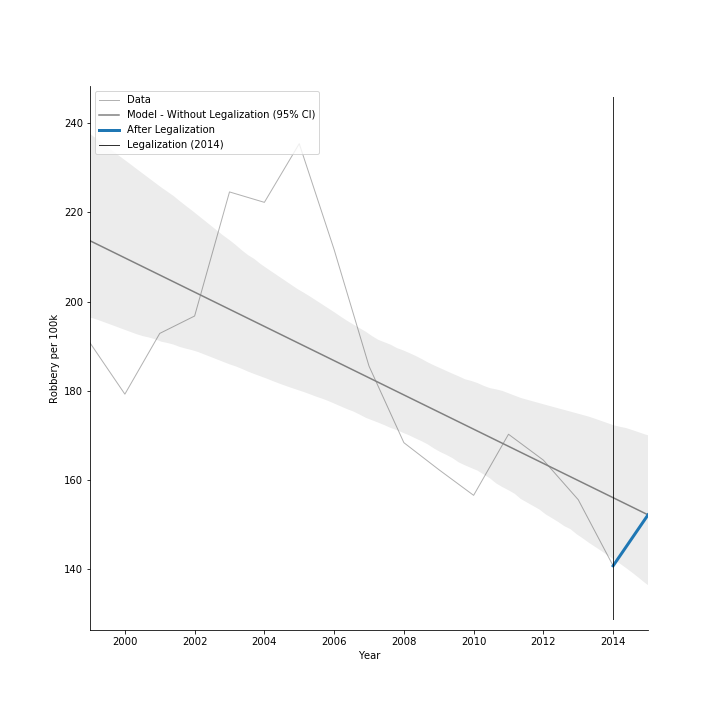 Data
Model - Without Legalization (95% CI)
After Legalization
Legalization (2014)
240
220
200
180
160
140
Robbery per 100k
2000 2002 2004 2006 2008 2010 2012 2014
Year